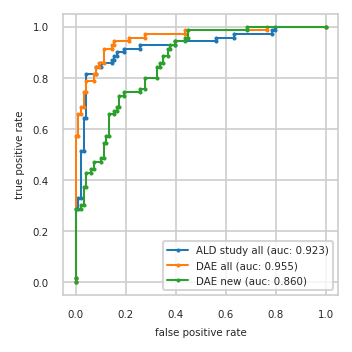 1.0
0.8
0.6
0.4
0.2
0.0
true positive rate
ALD study all (auc: 0.923)
DAE all (auc: 0.955)
DAE new (auc: 0.860)
0.0 0.2 0.4 0.6 0.8 1.0
false positive rate